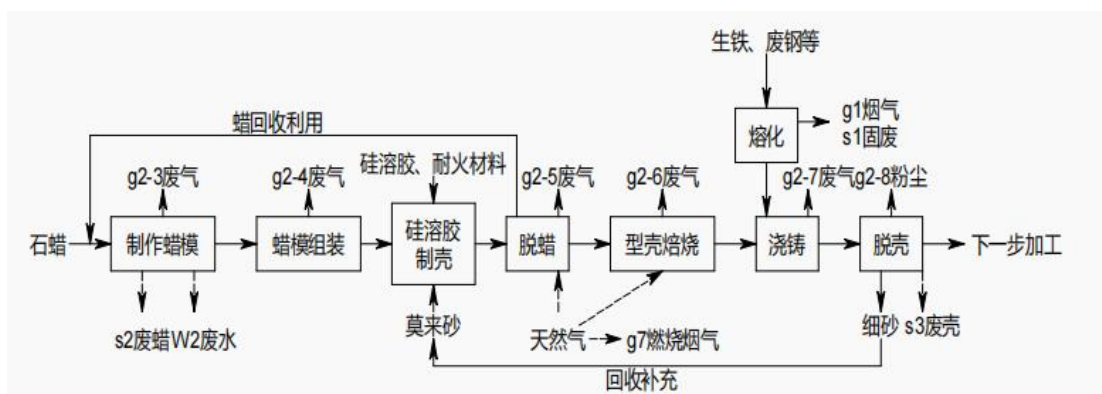 生铁、废钢等
蜡回收利用
熔化
g1烟气
s1固废
硅溶胶、耐火材料
g2-3废气
g2-4废气
g2-5废气
g2-6废气
g2-7废气
g2-8粉尘
石蜡
制作蜡模
蜡模组装
硅溶胶
制壳
脱蜡
型壳焙烧
浇铸
脱壳
下一步加工
s2废蜡
W2废水
莫来砂
天然气
g7燃烧烟气
细砂
s3废壳
回收补充